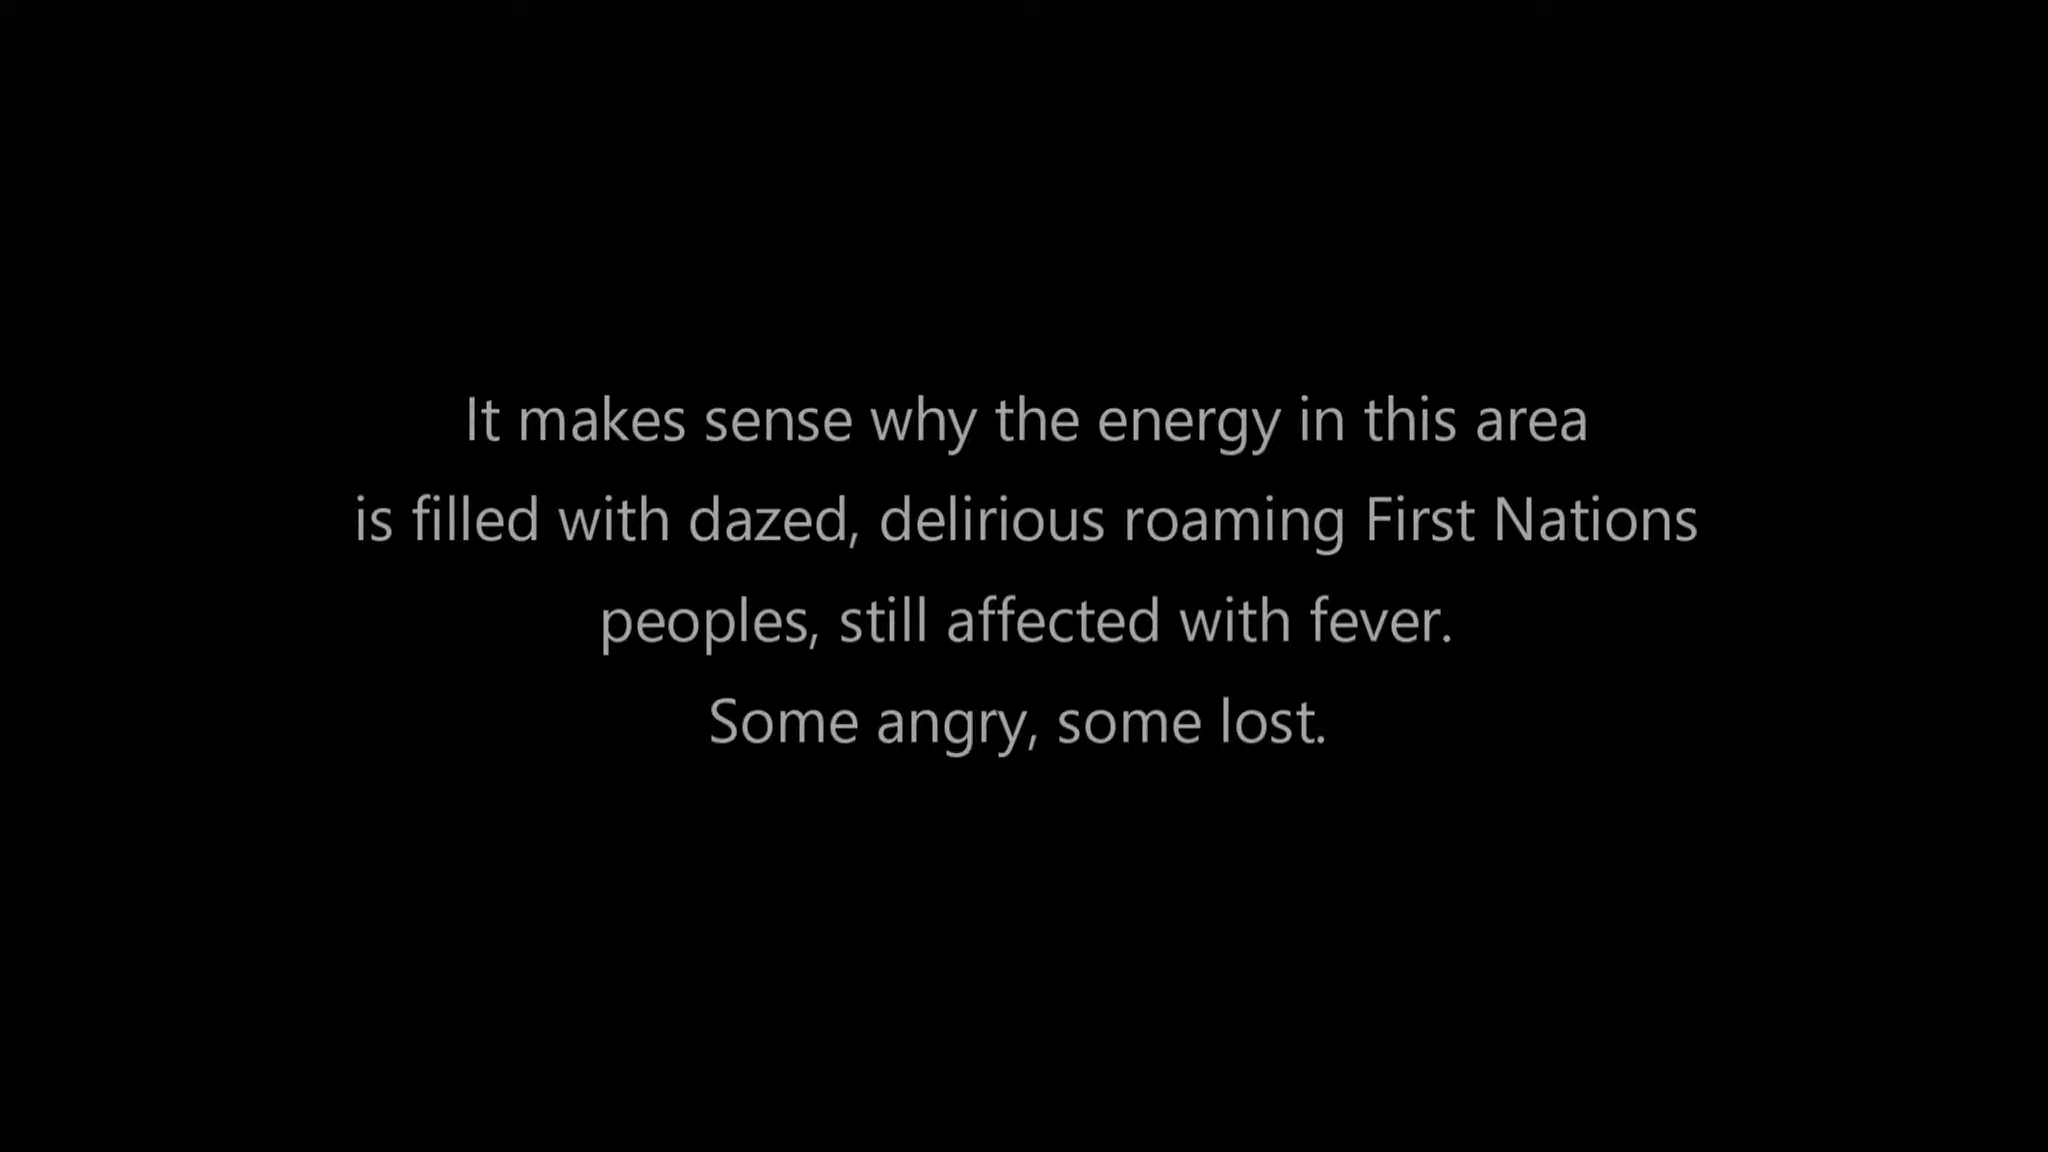 It makes sense why the energy in this area
is filled with dazed, delirious roaming First Nations
peoples, still affected with fever.
Some angry, some lost.